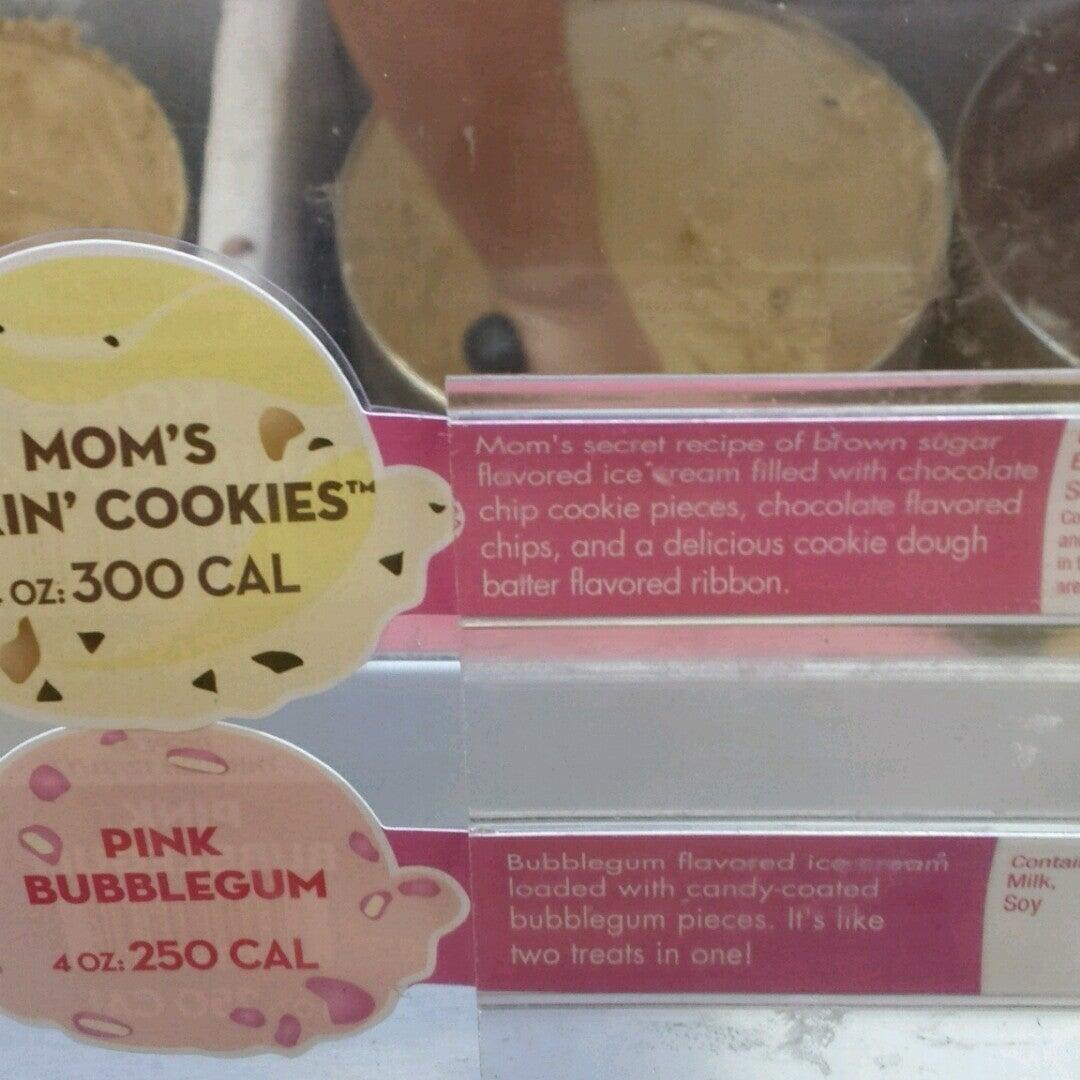 MOM'S
IN' COOKIES™
OZ: 300 CAL
Mom's secret recipe of brown sugar
flavored ice cream filled with chocolate
chip cookie pieces, chocolate flavored
chips, and a delicious cookie dough
batter flavored ribbon.
PINK
BUBBLEGUM
4 OZ: 250 CAL
Bubblegum flavored ice cream
loaded with candy-coated
bubblegum pieces. It's like
two treats in one!
Contai
Milk,
Soy